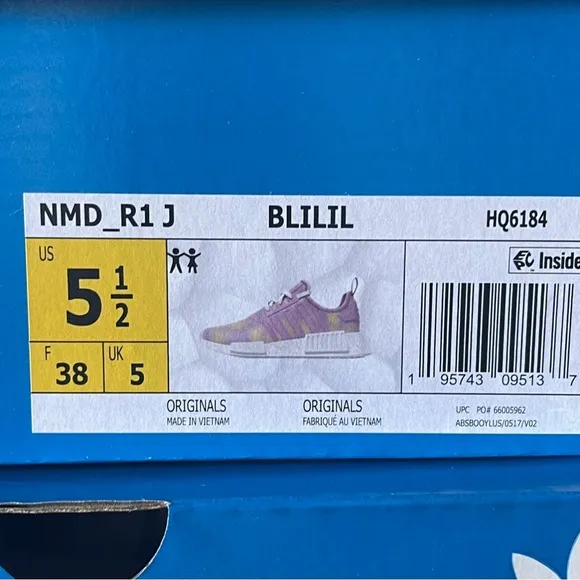 NMD_R1 J BLILIL HQ6184
US
5 1/2
F 38 UK 5
Inside
1 95743 09513 7
ORIGINALS ORIGINALS
MADE IN VIETNAM FABRIQUÉ AU VIETNAM
UPC PO# 66005962
ABSBOOYLUS/0517/V02